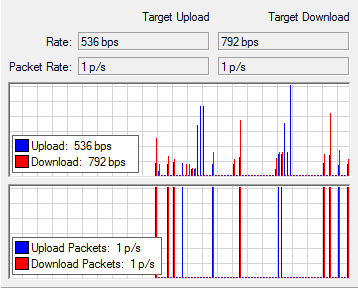 Target Upload Target Download
Rate: 536 bps 792 bps
Packet Rate: 1 p/s 1 p/s
Upload: 536 bps
Download: 792 bps
Upload Packets: 1 p/s
Download Packets: 1 p/s